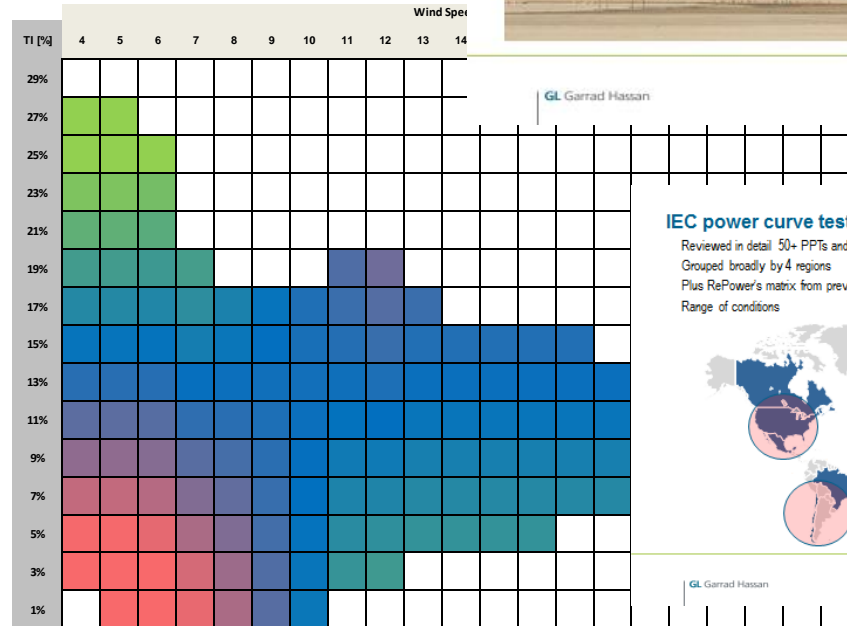 Wind Spee
TI [%] 4 5 6 7 8 9 10 11 12 13 14
29%
27%
25%
23%
21%
19%
17%
15%
13%
11%
9%
7%
5%
3%
1%
GL Garrad Hassan
IEC power curve test
Reviewed in detail 50+ PPTs and
Grouped broadly by 4 regions
Plus RePower's matrix from prev
Range of conditions
GL Garrad Hassan